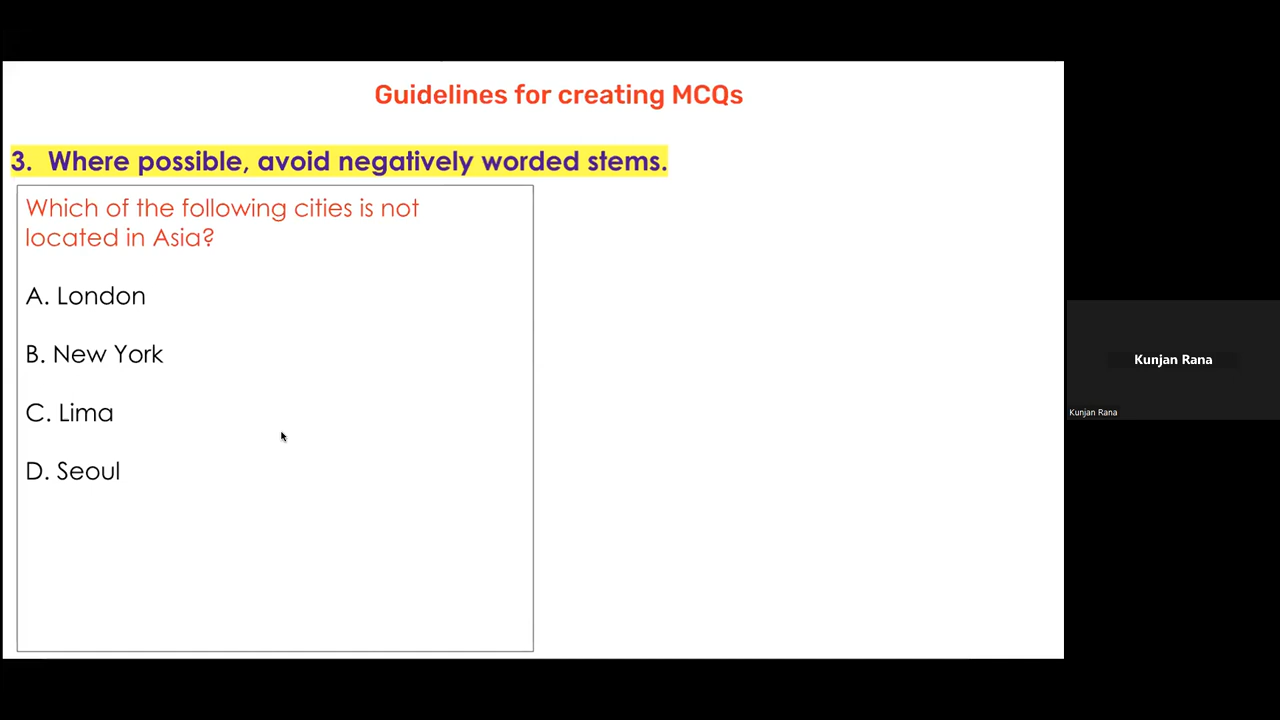 Guidelines for creating MCQs
3. Where possible, avoid negatively worded stems.
Which of the following cities is not
located in Asia?
A. London
B. New York
C. Lima
D. Seoul
Kunjan Rana
Kunjan Rana